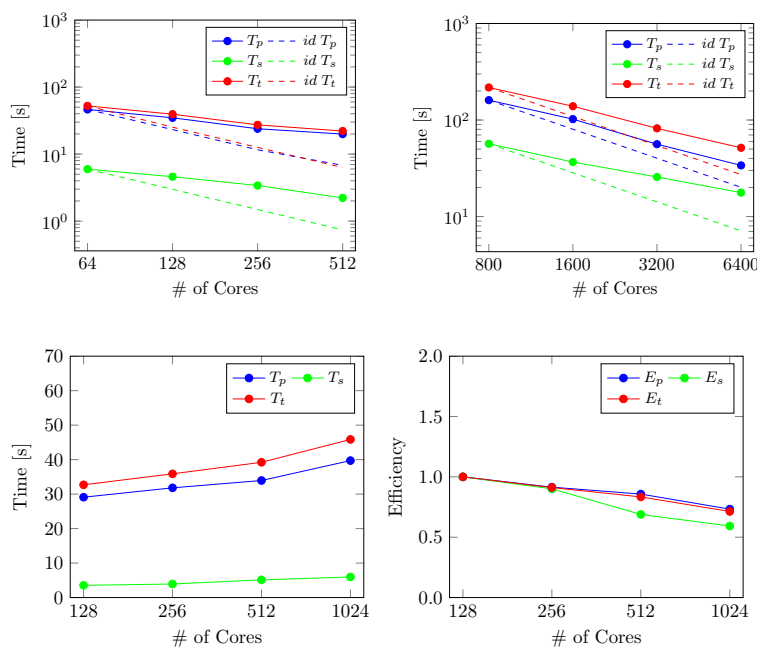 10^3
10^2
10^1
10^0
Time [s]
T_p id T_p
T_s id T_s
T_t id T_t
64 128 256 512
# of Cores
10^3
10^2
10^1
Time [s]
T_p id T_p
T_s id T_s
T_t id T_t
800 1600 3200 6400
# of Cores
70
60
50
40
30
20
10
0
Time [s]
T_p T_s
T_t
128 256 512 1024
# of Cores
2.0
1.5
1.0
0.5
0.0
Efficiency
E_p E_s
E_t
128 256 512 1024
# of Cores